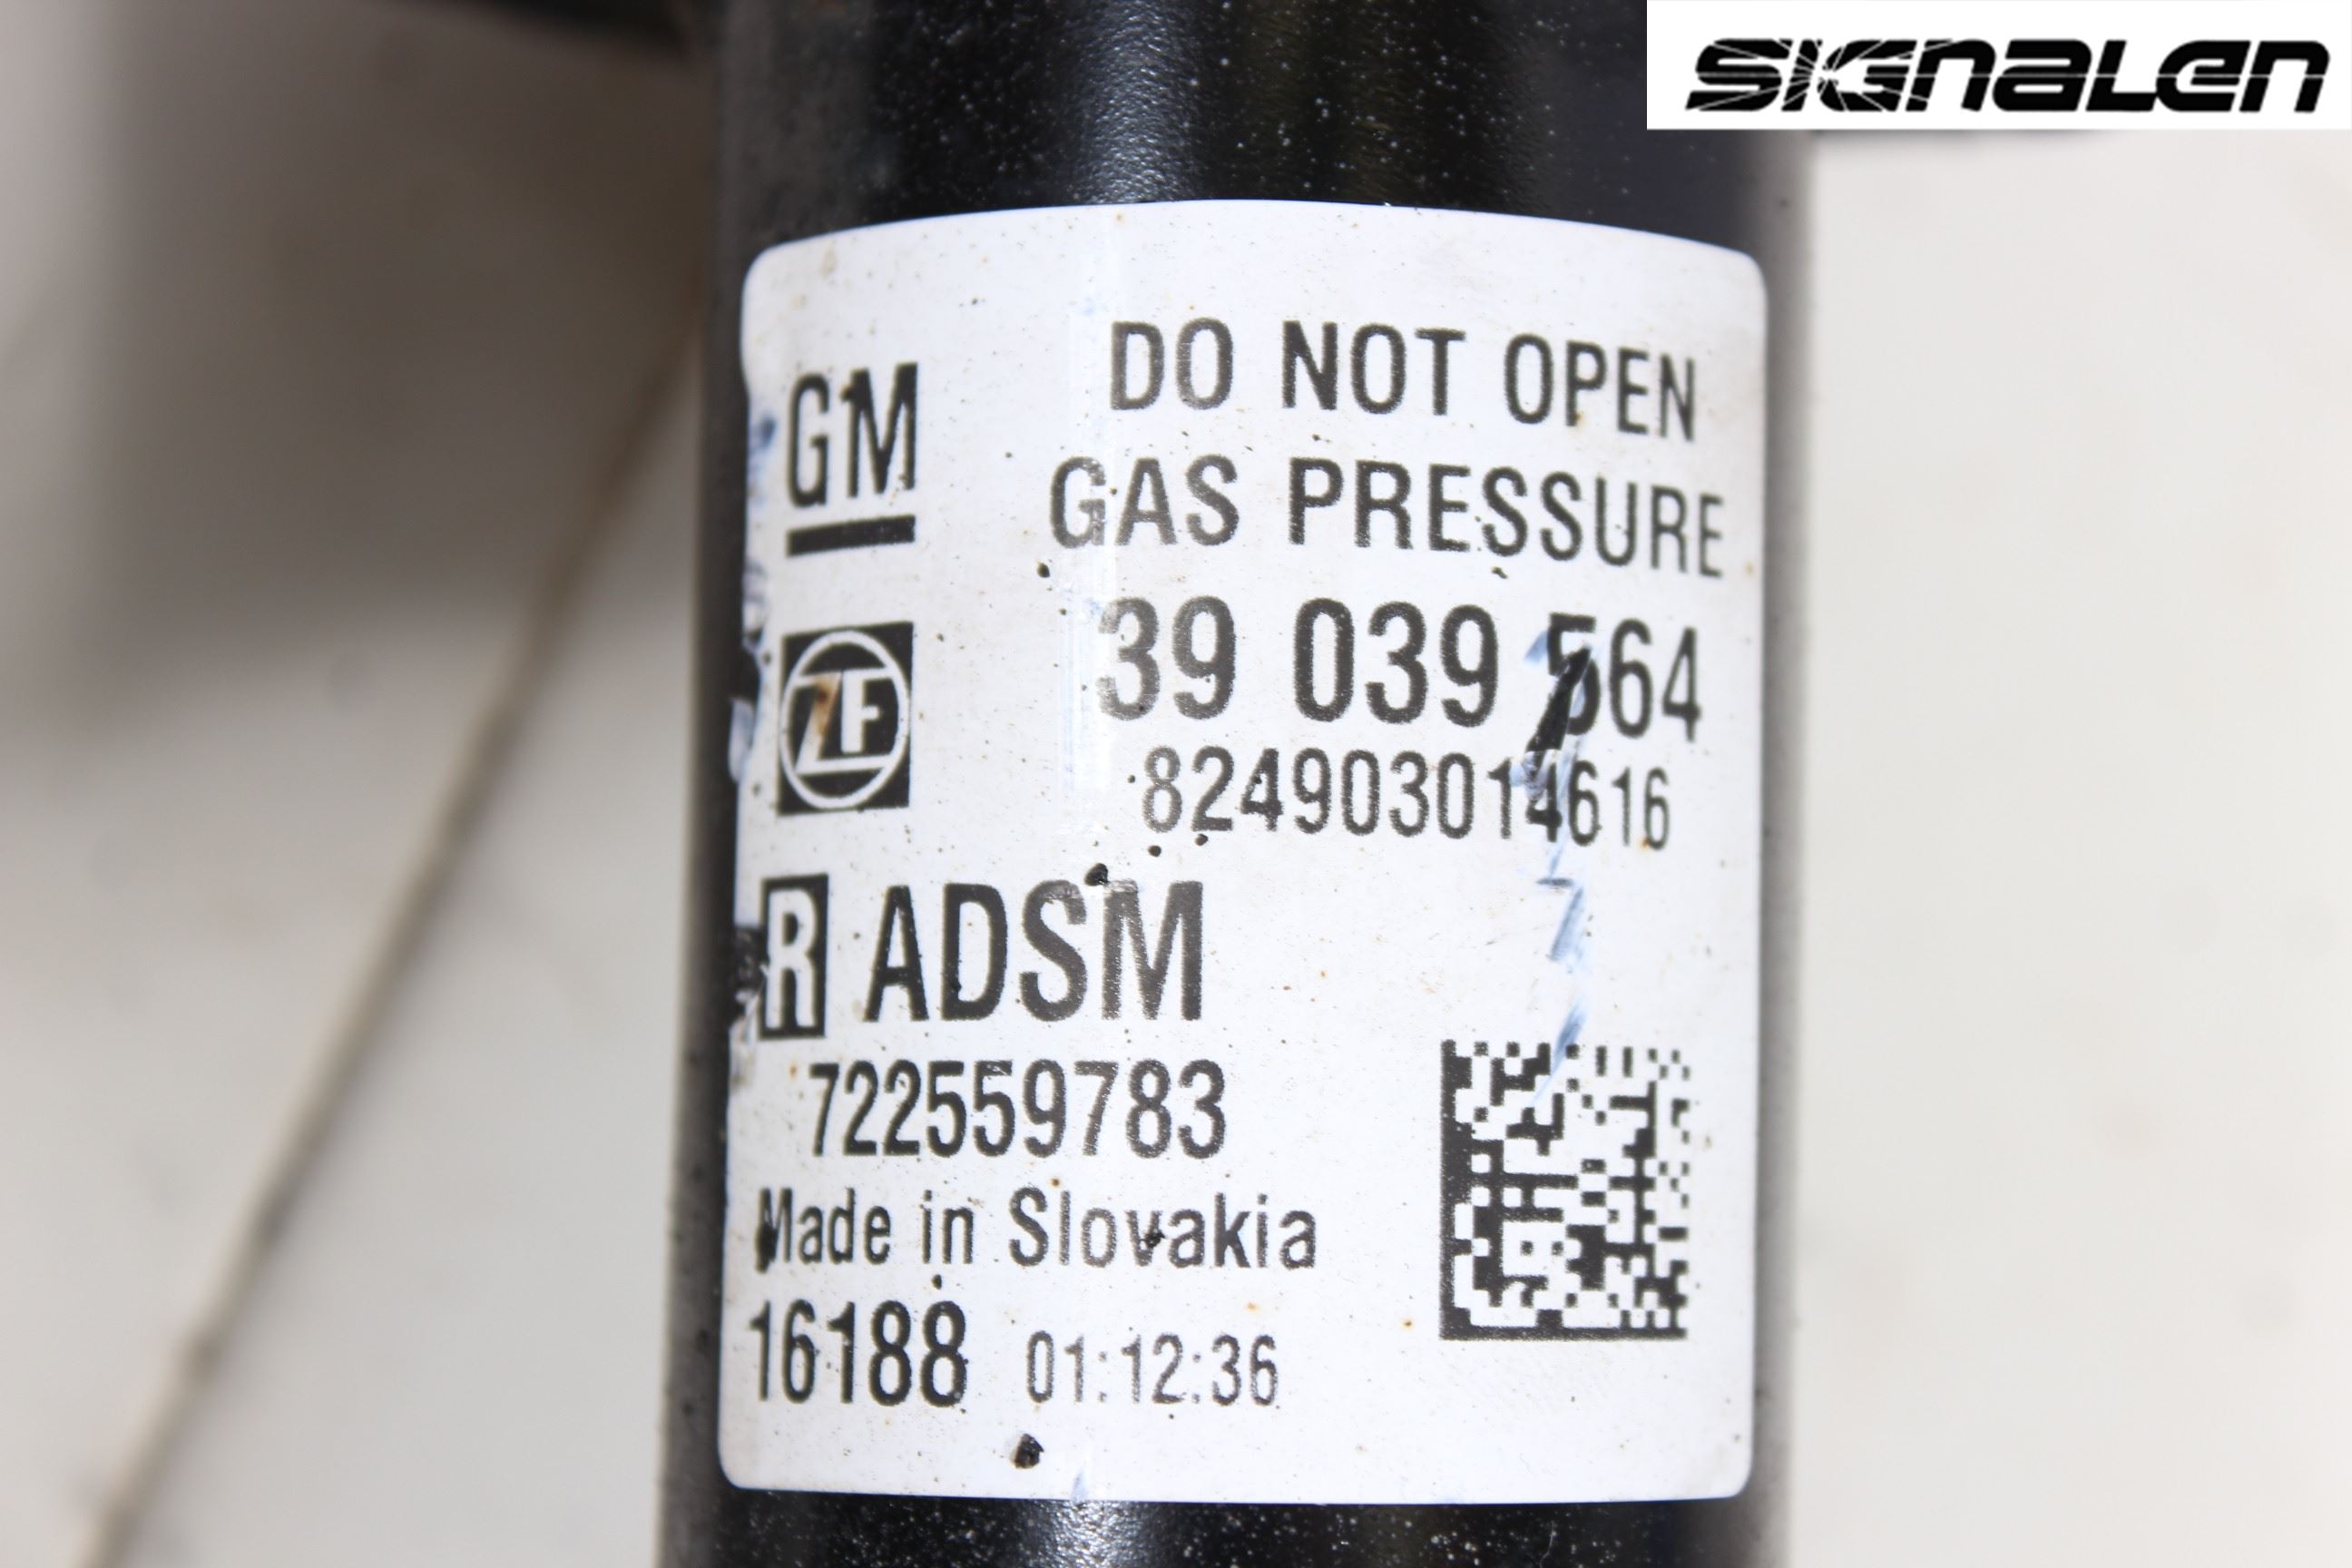 SIGNALEN
GM
DO NOT OPEN
GAS PRESSURE
ZF
39 039 564
824903014616
R ADSM
722559783
Made in Slovakia
16188 01:12:36